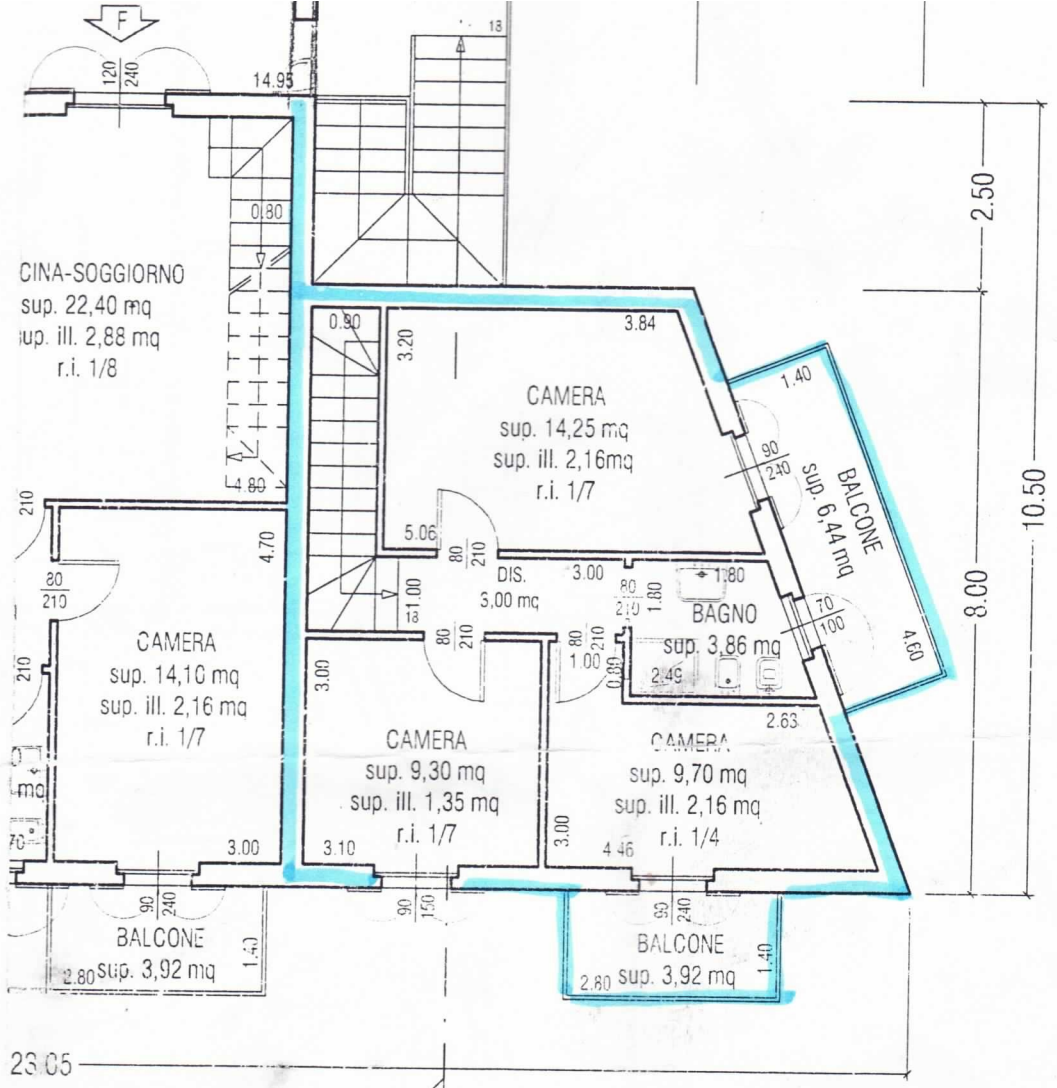 F
120
240
14.95
18
0.80
CINA-SOGGIORNO
sup. 22,40 mq
sup. ill. 2,88 mq
r.i. 1/8
4.80
210
2.50
10.50
8.00
0.90
3.20
3.84
CAMERA
sup. 14,25 mq
sup. ill. 2,16mq
r.i. 1/7
5.06
80
210
1.40
90
240
BALCONE
sup. 6,44 mq
4.60
70
100
4.70
80
210
210
CAMERA
sup. 14,10 mq
sup. ill. 2,16 mq
r.i. 1/7
3.00
mq
70
1.00
18
DIS.
3,00 mq
3.00
80
210
1.80
1.80
BAGNO
sup. 3,86 mq
2.49
80
210
80
210
1.00
0.80
3.00
CAMERA
sup. 9,30 mq
sup. ill. 1,35 mq
r.i. 1/7
3.10
2.63
CAMERA
sup. 9,70 mq
sup. ill. 2,16 mq
r.i. 1/4
3.00
4.46
90
240
BALCONE
sup. 3,92 mq
2.80
1.40
90
150
90
240
BALCONE
sup. 3,92 mq
2.80
1.40
23.05